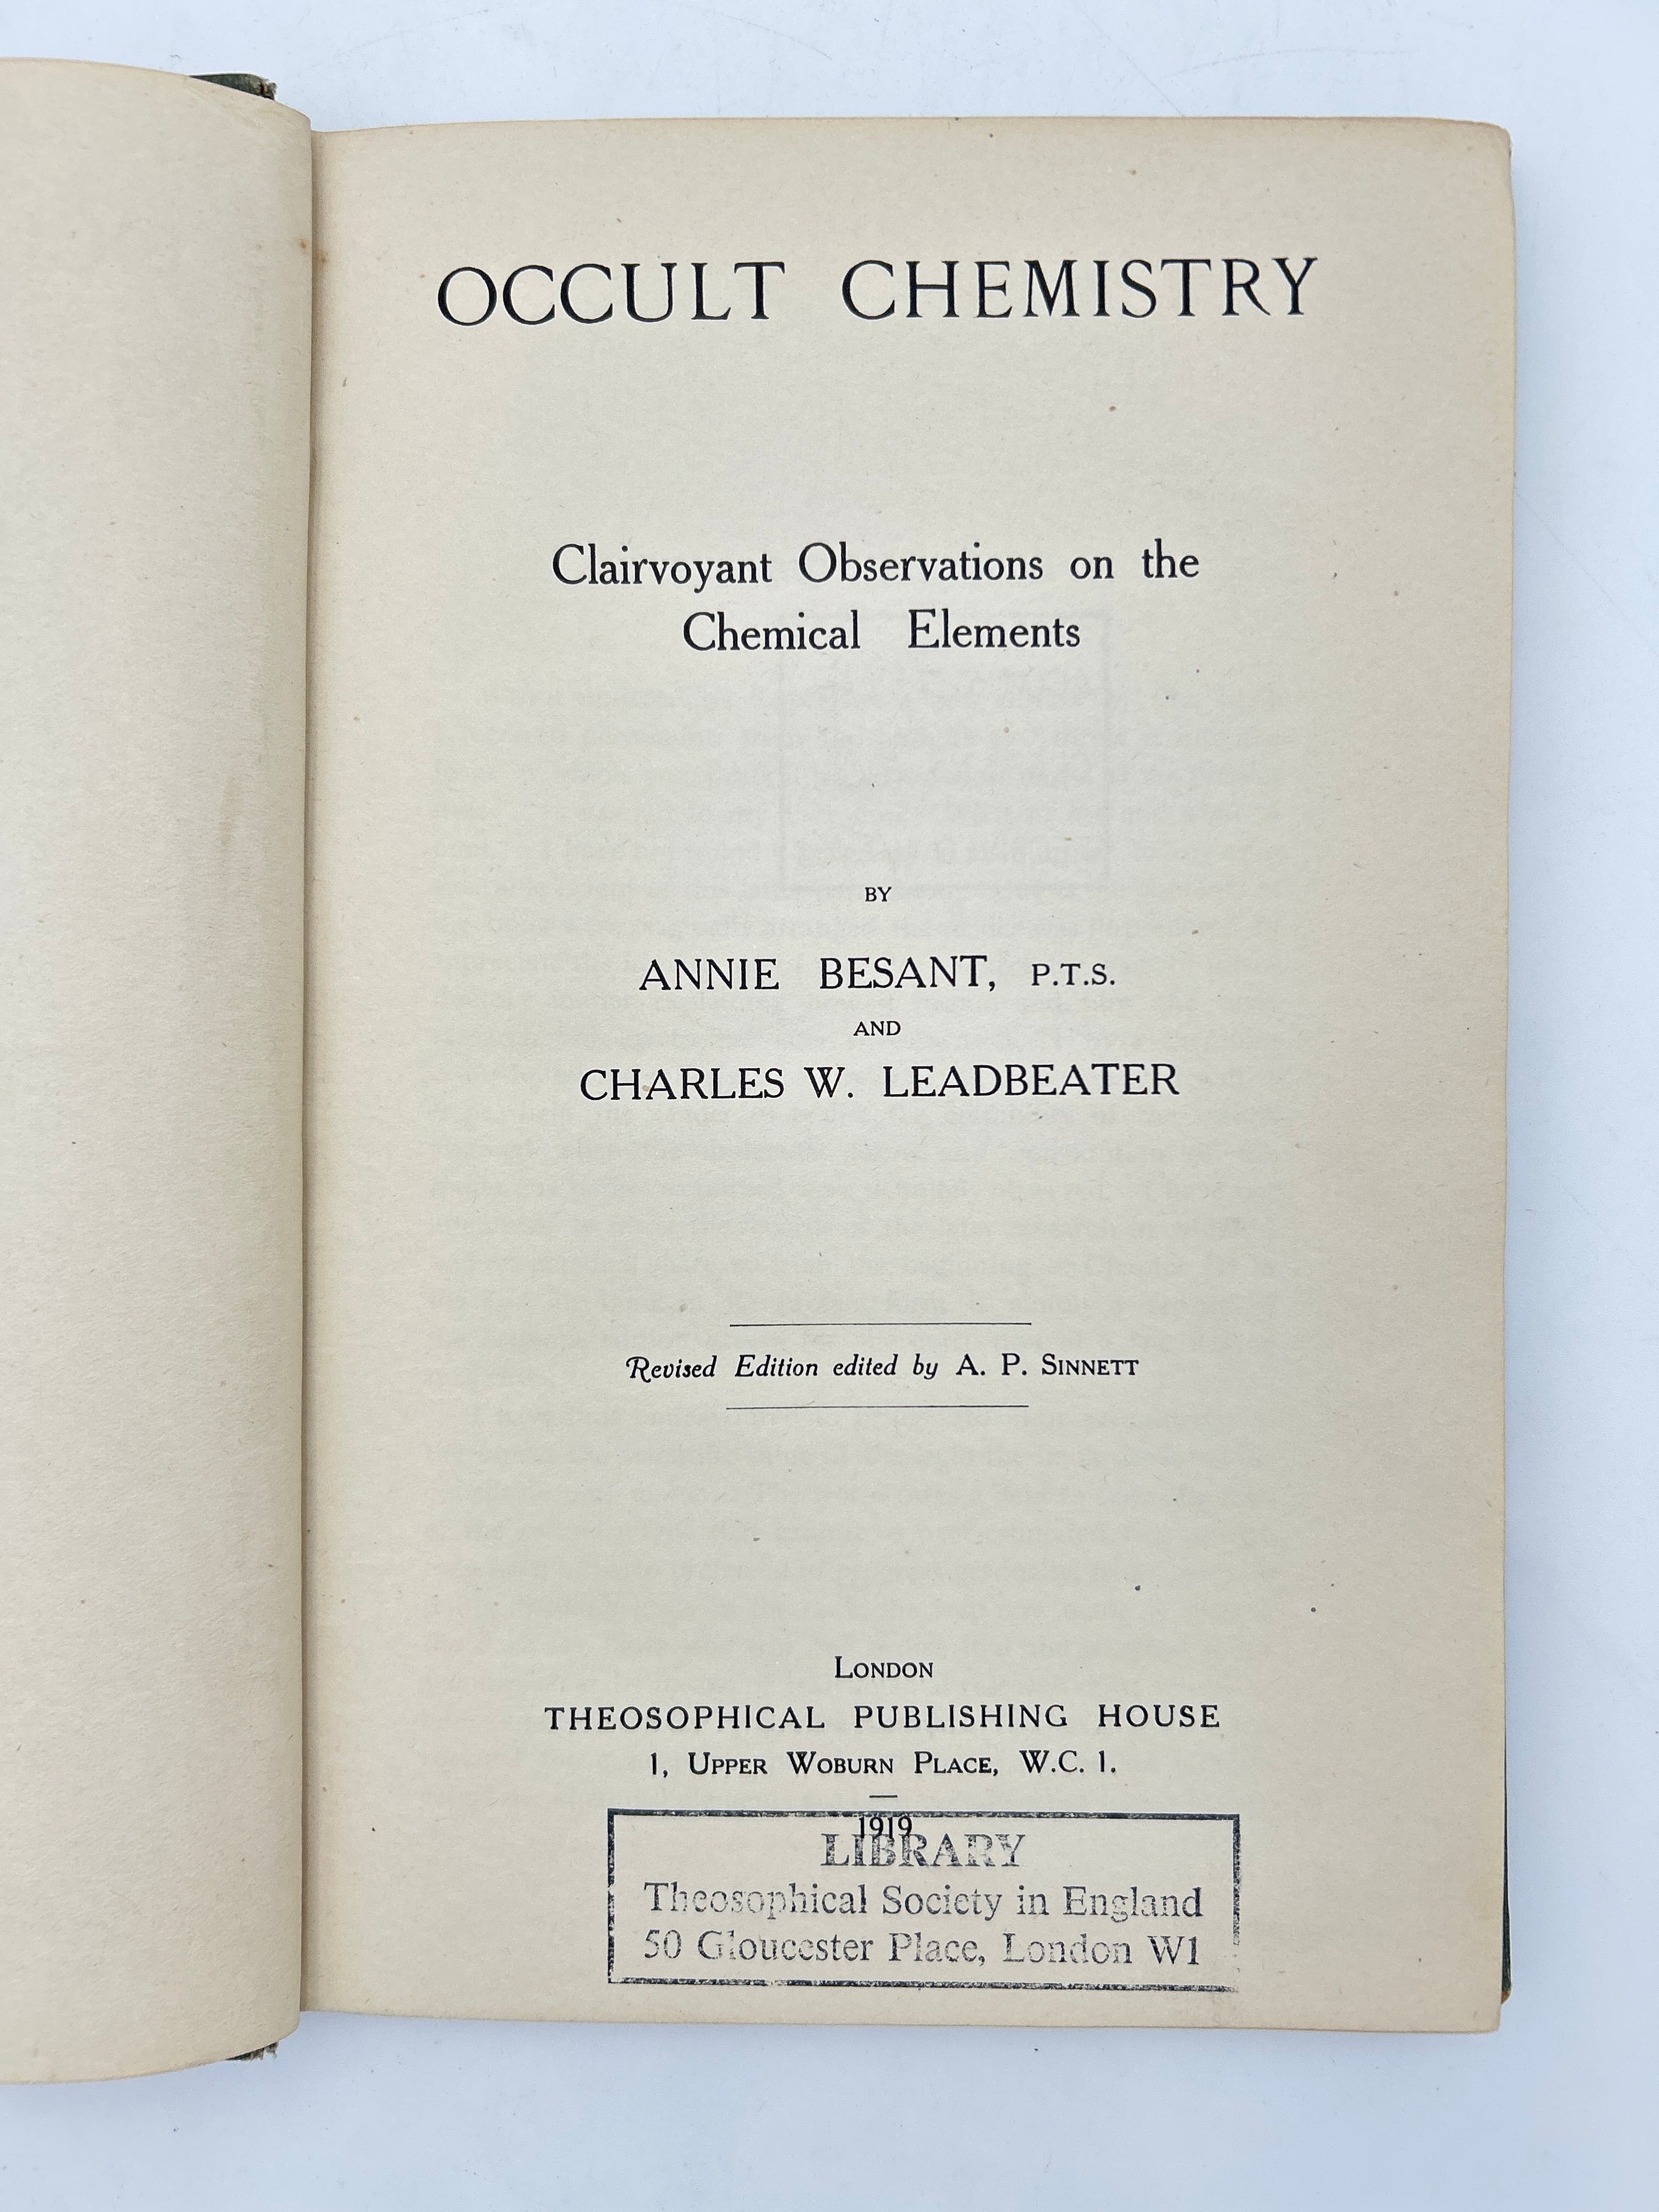 OCCULT CHEMISTRY
Clairvoyant Observations on the
Chemical Elements
BY
ANNIE BESANT, P.T.S.
AND
CHARLES W. LEADBEATER
Revised Edition edited by A. P. SINNETT
LONDON
THEOSOPHICAL PUBLISHING HOUSE
1, UPPER WOBURN PLACE, W.C. 1.
1919
LIBRARY
Theosophical Society in England
50 Gloucester Place, London W1